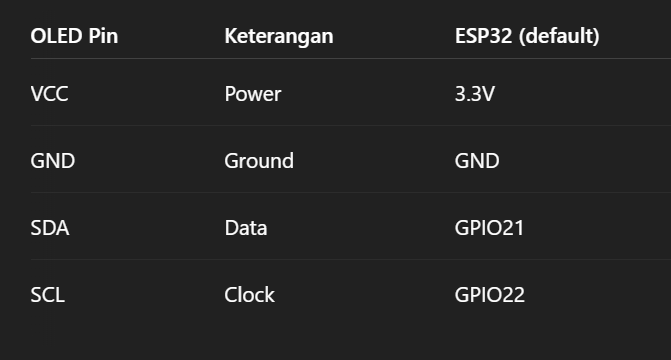 OLED Pin Keterangan ESP32 (default)
VCC Power 3.3V
GND Ground GND
SDA Data GPIO21
SCL Clock GPIO22